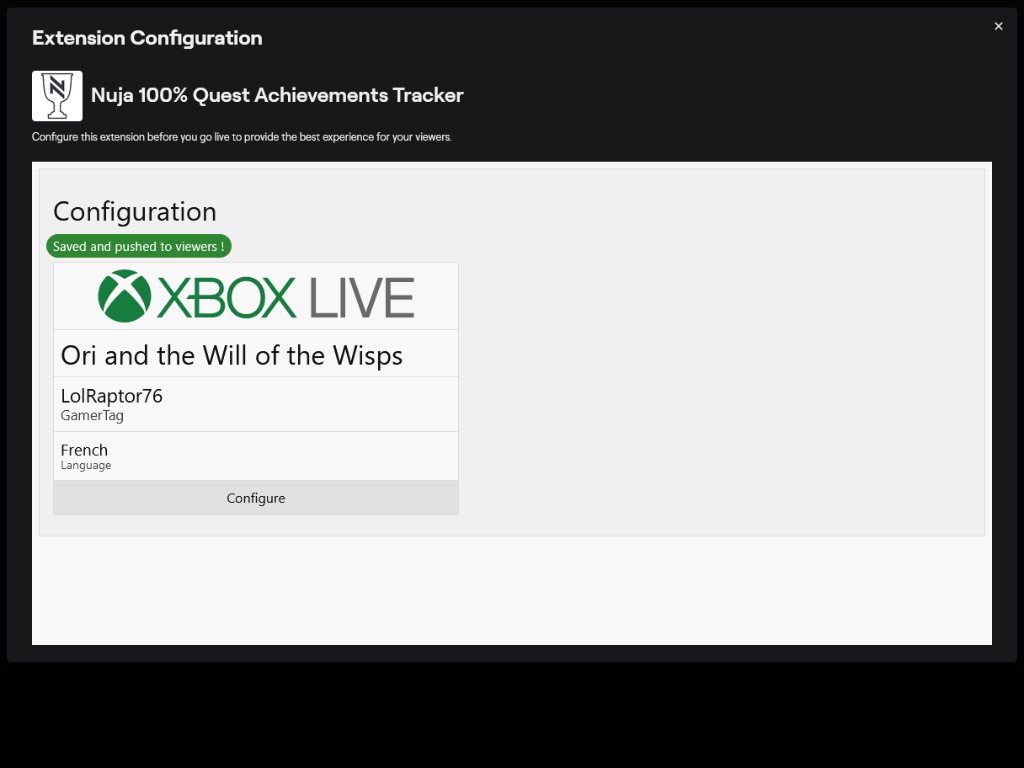 Extension Configuration
×
N
Nuja 100% Quest Achievements Tracker
Configure this extension before you go live to provide the best experience for your viewers.
Configuration
Saved and pushed to viewers !
XBOX LIVE
Ori and the Will of the Wisps
LolRaptor76
GamerTag
French
Language
Configure